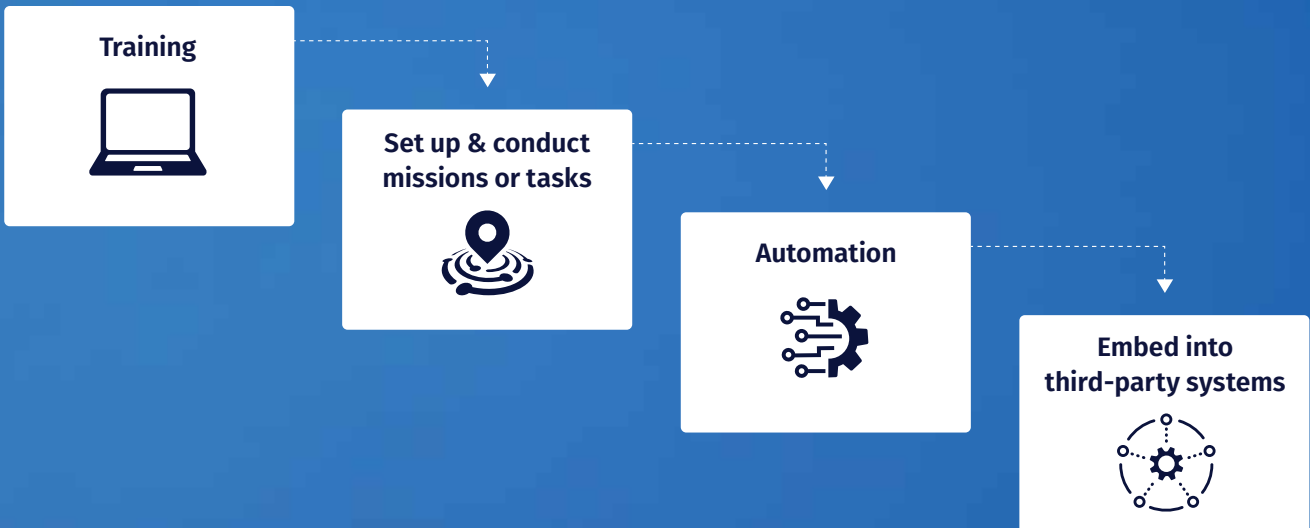 Training
Set up & conduct
missions or tasks
Automation
Embed into
third-party systems